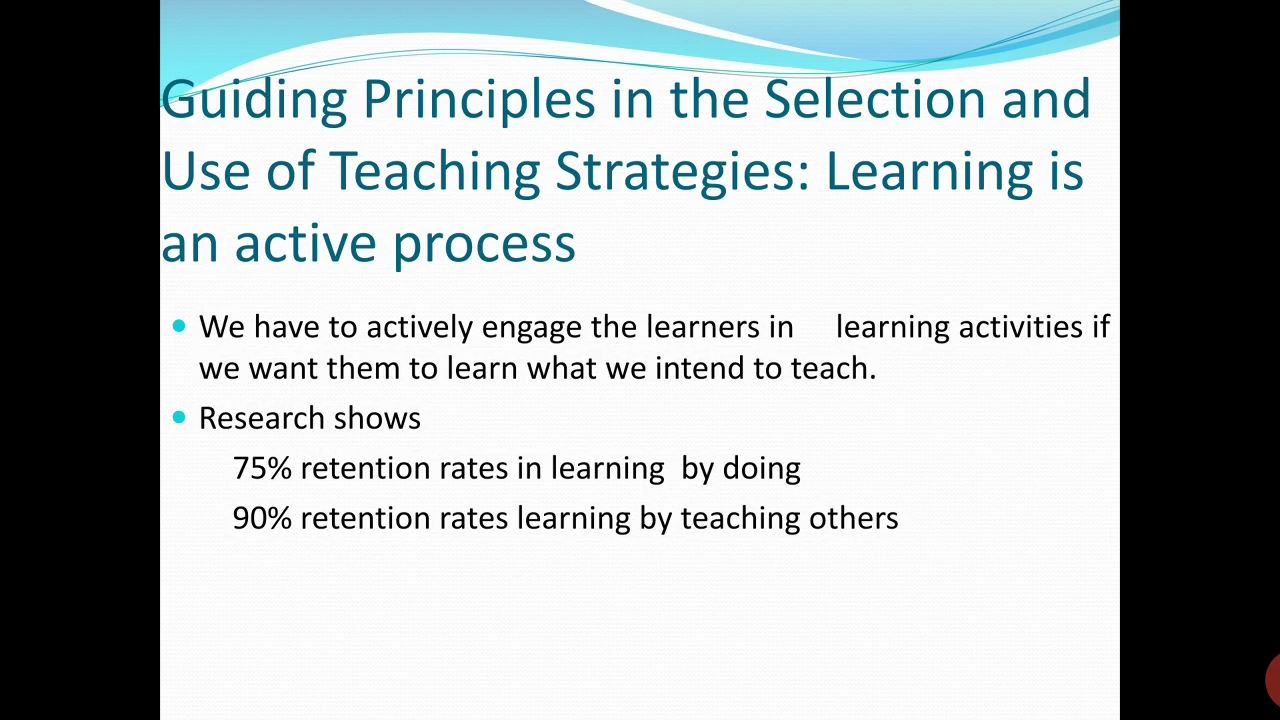 Guiding Principles in the Selection and
Use of Teaching Strategies: Learning is
an active process
We have to actively engage the learners in learning activities if
we want them to learn what we intend to teach.
Research shows
75% retention rates in learning by doing
90% retention rates learning by teaching others